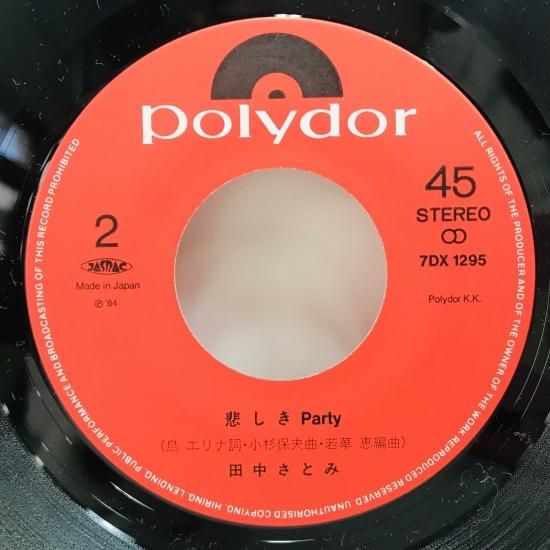 polydor
45
STEREO
7DX 1295
2
JASRAC
Made in Japan
Ⓟ '84
Polydor K.K.
悲しき Party
(島 エリナ詞・小杉保夫曲・若草 恵編曲)
田中さとみ
ALL RIGHTS OF THE PRODUCER AND OF THE OWNER OF THE WORK REPRODUCED RESERVED. UNAUTHORISED COPYING, HIRING, LENDING, PUBLIC PERFORMANCE AND BROADCASTING OF THIS RECORD PROHIBITED.